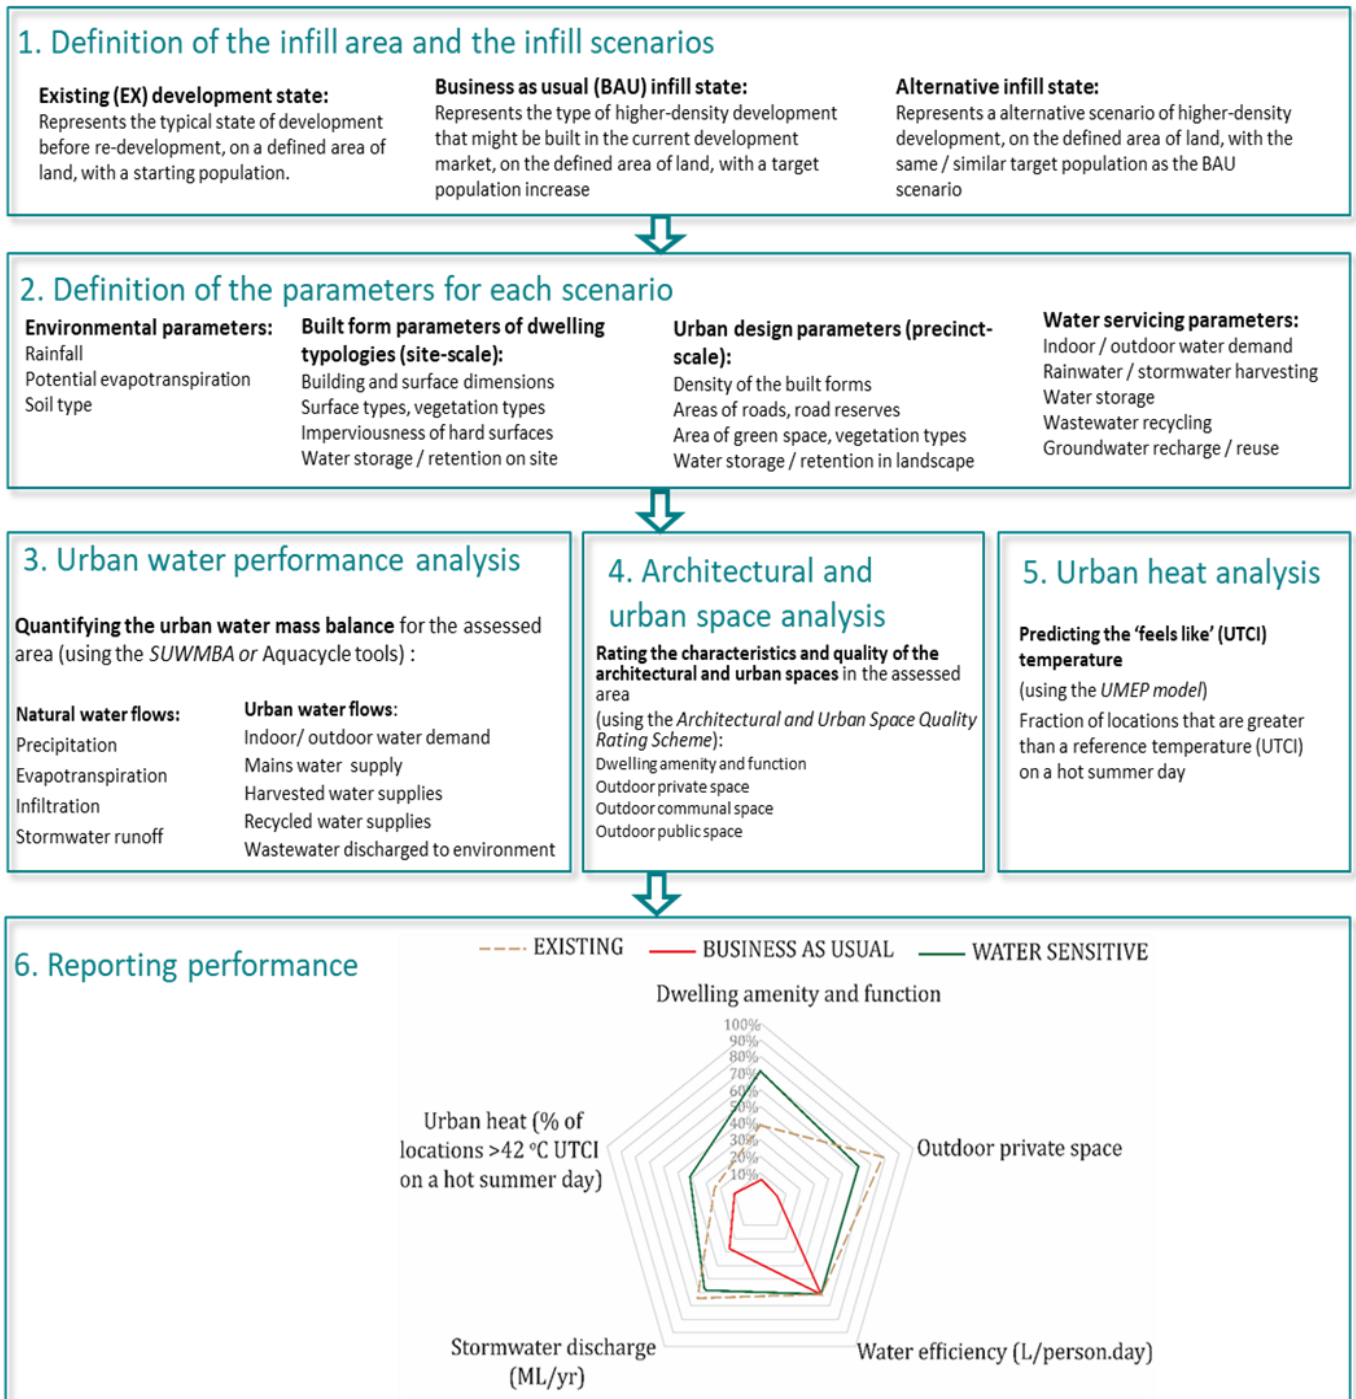 1. Definition of the infill area and the infill scenarios
Existing (EX) development state:
Represents the typical state of development
before re-development, on a defined area of
land, with a starting population.
Business as usual (BAU) infill state:
Represents the type of higher-density development
that might be built in the current development
market, on the defined area of land, with a target
population increase
Alternative infill state:
Represents a alternative scenario of higher-density
development, on the defined area of land, with the
same / similar target population as the BAU
scenario
2. Definition of the parameters for each scenario
Environmental parameters:
Rainfall
Potential evapotranspiration
Soil type
Built form parameters of dwelling
typologies (site-scale):
Building and surface dimensions
Surface types, vegetation types
Imperviousness of hard surfaces
Water storage / retention on site
Urban design parameters (precinct-
scale):
Density of the built forms
Areas of roads, road reserves
Area of green space, vegetation types
Water storage / retention in landscape
Water servicing parameters:
Indoor / outdoor water demand
Rainwater / stormwater harvesting
Water storage
Wastewater recycling
Groundwater recharge / reuse
3. Urban water performance analysis
Quantifying the urban water mass balance for the assessed
area (using the SUWMBA or Aquacycle tools) :
Natural water flows:
Precipitation
Evapotranspiration
Infiltration
Stormwater runoff
Urban water flows:
Indoor/ outdoor water demand
Mains water supply
Harvested water supplies
Recycled water supplies
Wastewater discharged to environment
4. Architectural and
urban space analysis
Rating the characteristics and quality of the
architectural and urban spaces in the assessed
area
(using the Architectural and Urban Space Quality
Rating Scheme):
Dwelling amenity and function
Outdoor private space
Outdoor communal space
Outdoor public space
5. Urban heat analysis
Predicting the ‘feels like’ (UTCI)
temperature
(using the UMEP model)
Fraction of locations that are greater
than a reference temperature (UTCI)
on a hot summer day
6. Reporting performance
EXISTING
BUSINESS AS USUAL
WATER SENSITIVE
Dwelling amenity and function
100%
90%
80%
70%
60%
50%
40%
30%
20%
10%
Urban heat (% of
locations >42 °C UTCI
on a hot summer day)
Outdoor private space
Stormwater discharge
(ML/yr)
Water efficiency (L/person.day)